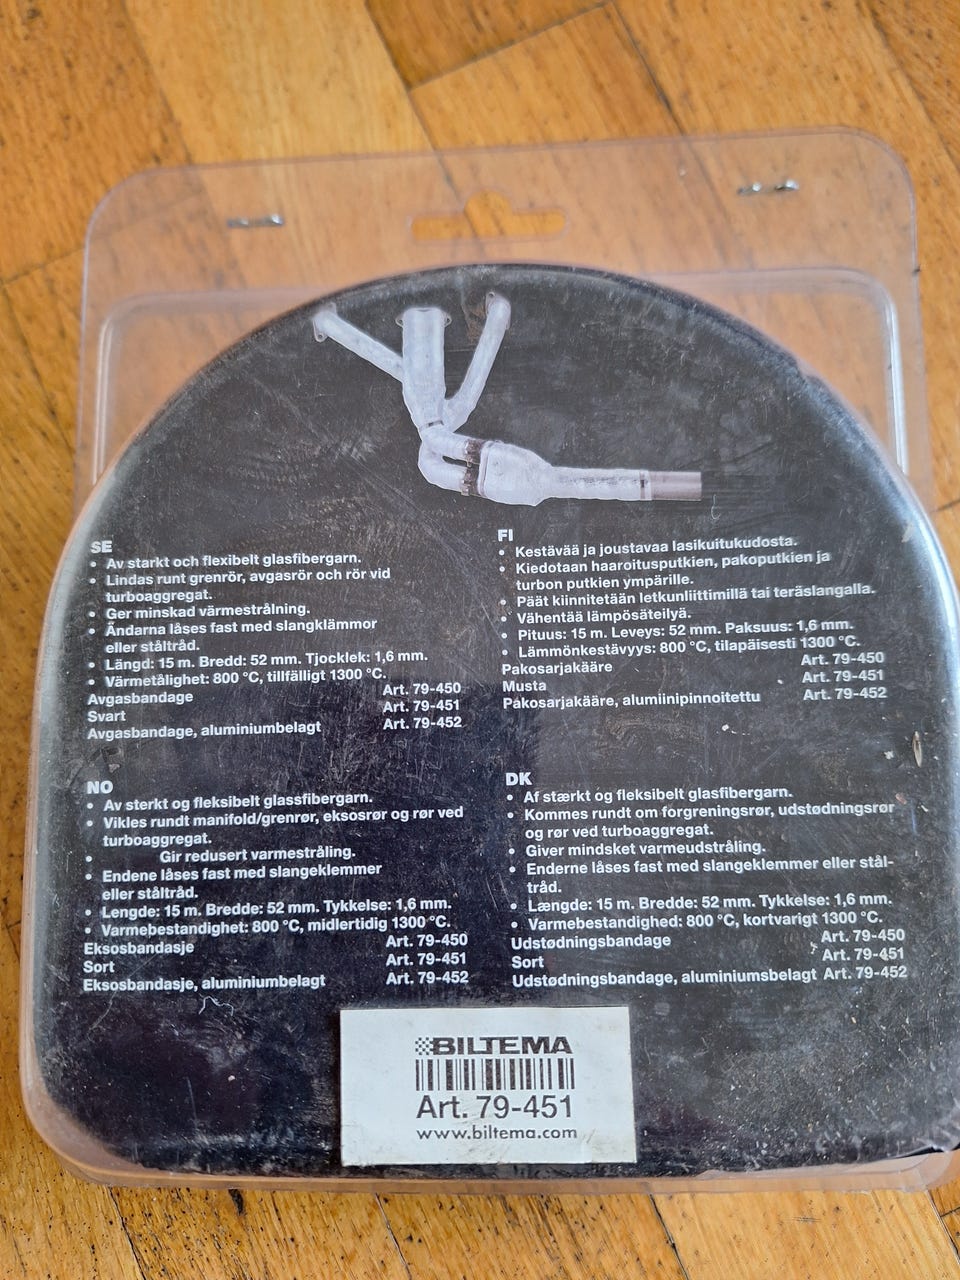 SE
• Av starkt och flexibelt glasfibergarn.
• Lindas runt grenrör, avgasrör och rör vid
turboaggregat.
• Ger minskad värmestrålning.
• Ändarna låses fast med slangklämmor
eller ståltråd.
• Längd: 15 m. Bredd: 52 mm. Tjocklek: 1,6 mm.
• Värmetålighet: 800 °C, tillfälligt 1300 °C.
Avgasbandage Art. 79-450
Svart Art. 79-451
Avgasbandage, aluminiumbelagt Art. 79-452
FI
• Kestävää ja joustavaa lasikuitukudosta.
• Kiedotaan haaroitusputkien, pakoputkien ja
turbon putkien ympärille.
• Päät kiinnitetään letkunliittimillä tai teräslangalla.
• Vähentää lämpösäteilyä.
• Pituus: 15 m. Leveys: 52 mm. Paksuus: 1,6 mm.
• Lämmönkestävyys: 800 °C, tilapäisesti 1300 °C.
Pakosarjakääre Art. 79-450
Musta Art. 79-451
Pakosarjakääre, alumiinipinnoitettu Art. 79-452
NO
• Av sterkt og fleksibelt glassfibergarn.
• Vikles rundt manifold/grenrør, eksosrør og rør ved
turboaggregat.
• Gir redusert varmestråling.
• Endene låses fast med slangeklemmer
eller ståltråd.
• Lengde: 15 m. Bredde: 52 mm. Tykkelse: 1,6 mm.
• Varmebestandighet: 800 °C, midlertidig 1300 °C.
Eksosbandasje Art. 79-450
Sort Art. 79-451
Eksosbandasje, aluminiumbelagt Art. 79-452
DK
• Af stærkt og fleksibelt glasfibergarn.
• Kommes rundt om forgreningsrør, udstødningsrør
og rør ved turboaggregat.
• Giver mindsket varmeudstråling.
• Enderne låses fast med slangeklemmer eller stål-
tråd.
• Længde: 15 m. Bredde: 52 mm. Tykkelse: 1,6 mm.
• Varmebestandighed: 800 °C, kortvarigt 1300 °C.
Udstødningsbandage Art. 79-450
Sort Art. 79-451
Udstødningsbandage, aluminiumsbelagt Art. 79-452
BILTEMA
Art. 79-451
www.biltema.com